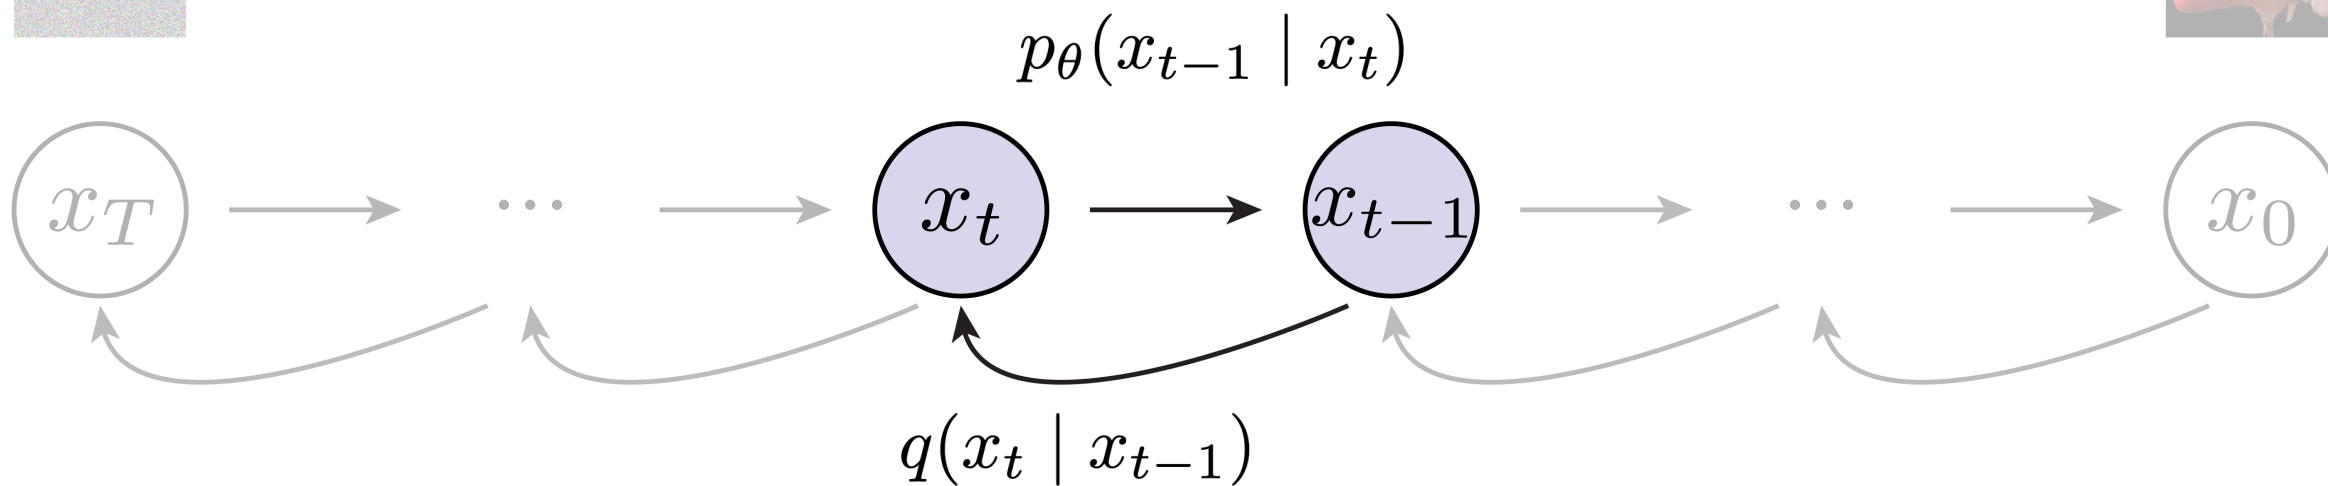 p_θ(x_{t−1} | x_t)
x_T ... x_t x_{t−1} ... x_0
q(x_t | x_{t−1})